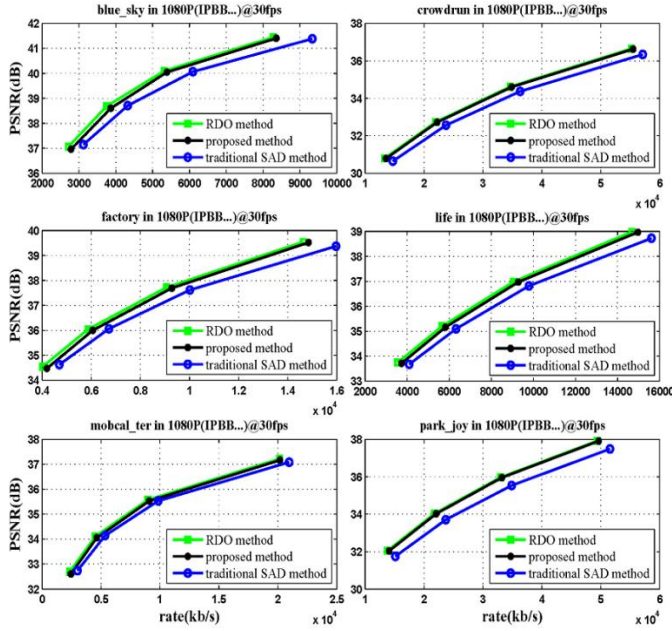 blue_sky in 1080P(IPBB...)@30fps
PSNR(dB)
42
41
40
39
38
37
36
2000 3000 4000 5000 6000 7000 8000 9000 10000
RDO method
proposed method
traditional SAD method
crowdrun in 1080P(IPBB...)@30fps
38
36
34
32
30
1 2 3 4 5 6
x 10⁴
RDO method
proposed method
traditional SAD method
factory in 1080P(IPBB...)@30fps
PSNR(dB)
40
39
38
37
36
35
34
0.4 0.6 0.8 1 1.2 1.4 1.6
x 10⁴
RDO method
proposed method
traditional SAD method
life in 1080P(IPBB...)@30fps
39
38
37
36
35
34
33
2000 4000 6000 8000 10000 12000 14000 16000
RDO method
proposed method
traditional SAD method
mobcal_ter in 1080P(IPBB...)@30fps
PSNR(dB)
38
37
36
35
34
33
32
0 0.5 1 1.5 2 2.5
x 10⁴
rate(kb/s)
RDO method
proposed method
traditional SAD method
park_joy in 1080P(IPBB...)@30fps
38
36
34
32
30
1 2 3 4 5 6
x 10⁴
rate(kb/s)
RDO method
proposed method
traditional SAD method